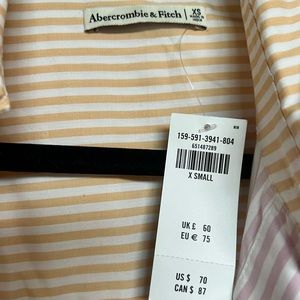 Abercrombie & Fitch
XS
159-591-3941-804
651487289
X SMALL
UK £ 60
EU € 75
US $ 70
CAN $ 87